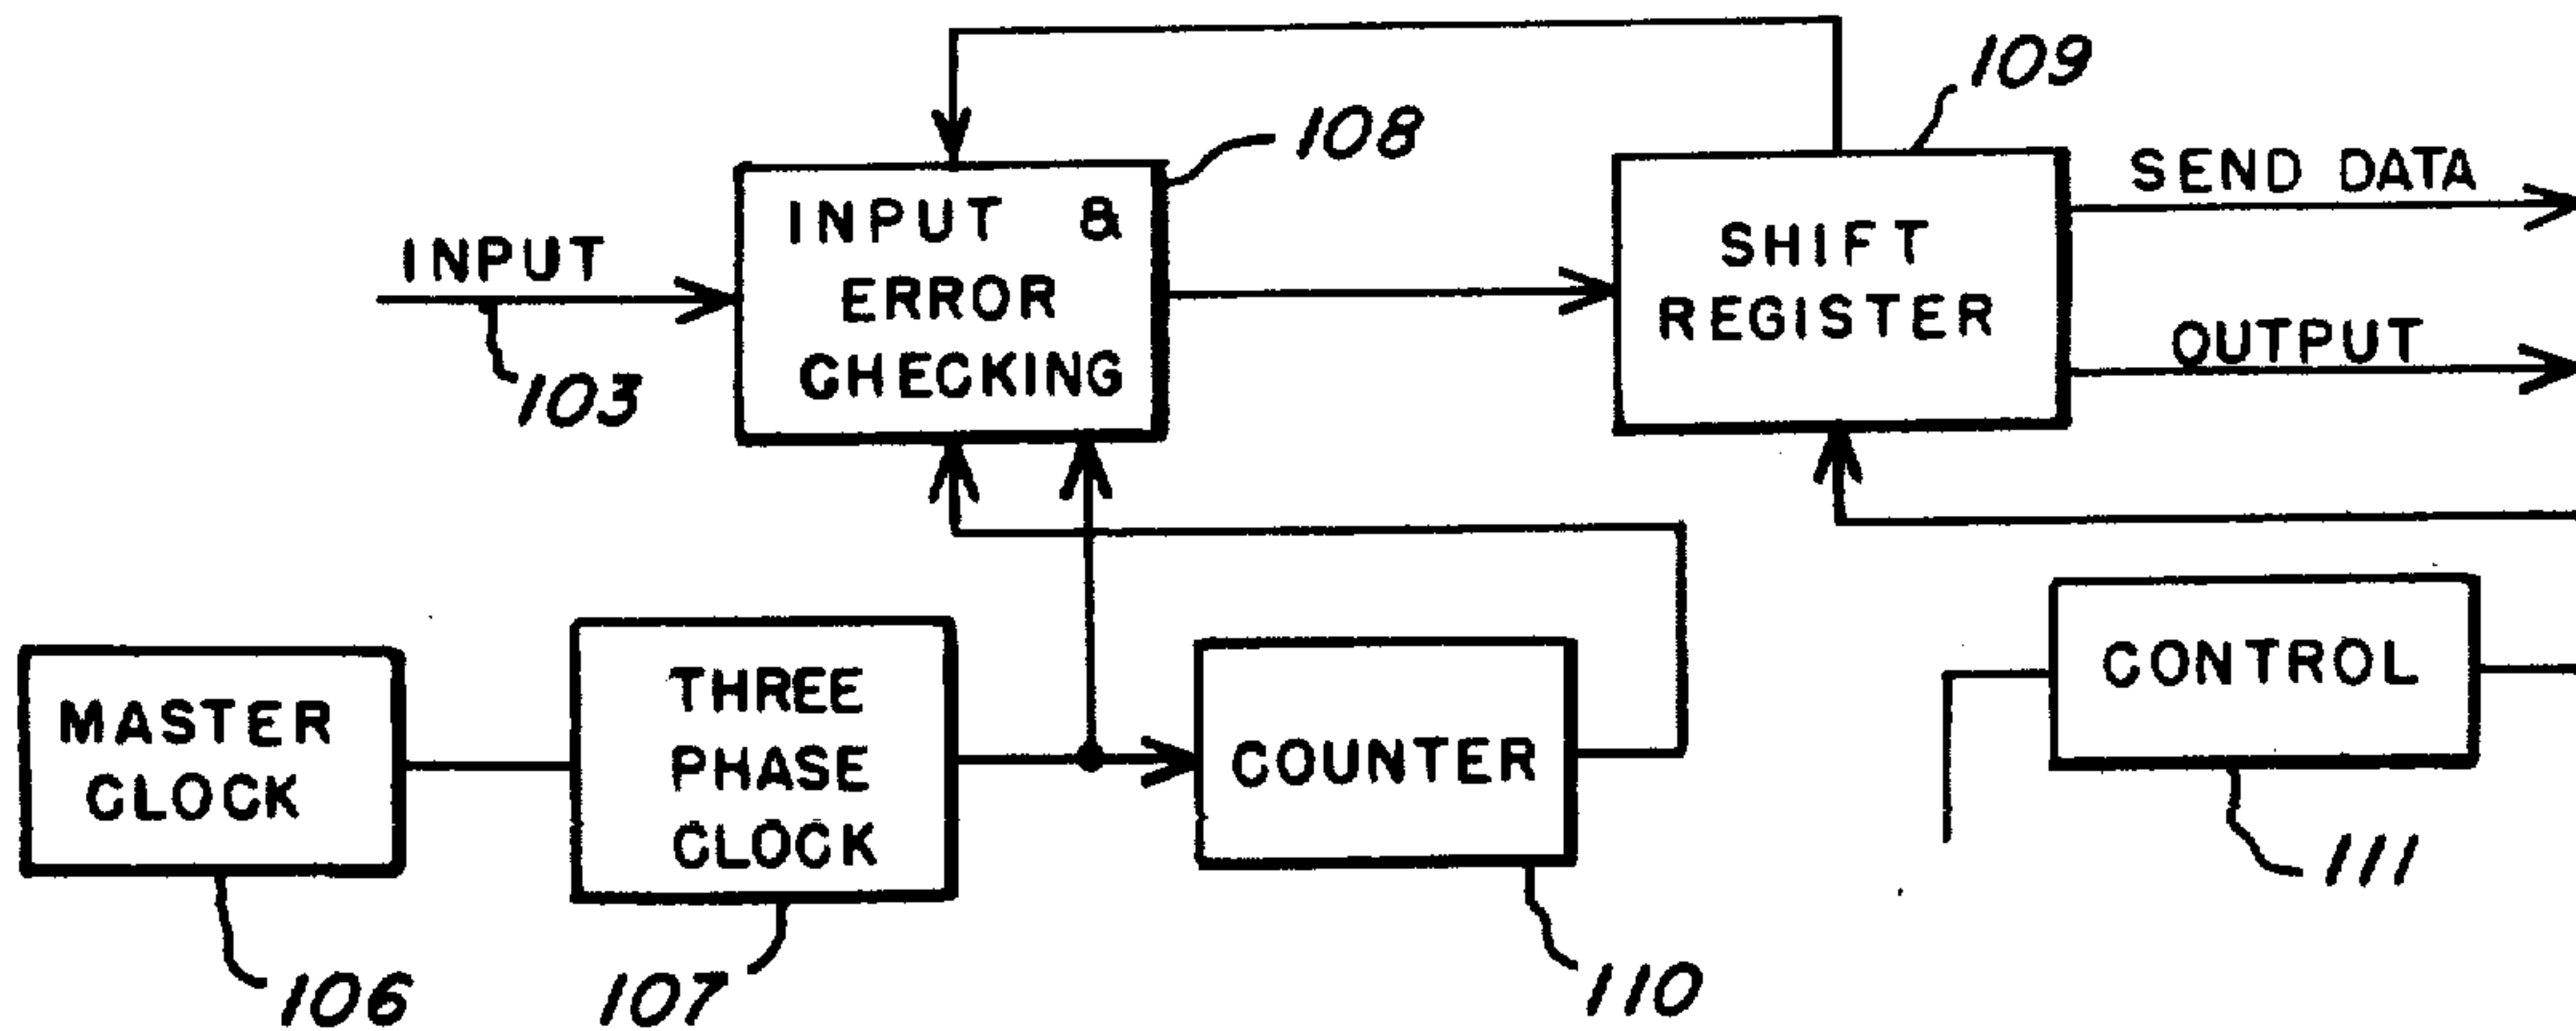 109
108
SEND DATA
INPUT &
ERROR
CHECKING
INPUT
SHIFT
REGISTER
OUTPUT
103
MASTER
CLOCK
THREE
PHASE
CLOCK
COUNTER
CONTROL
111
106
107
110